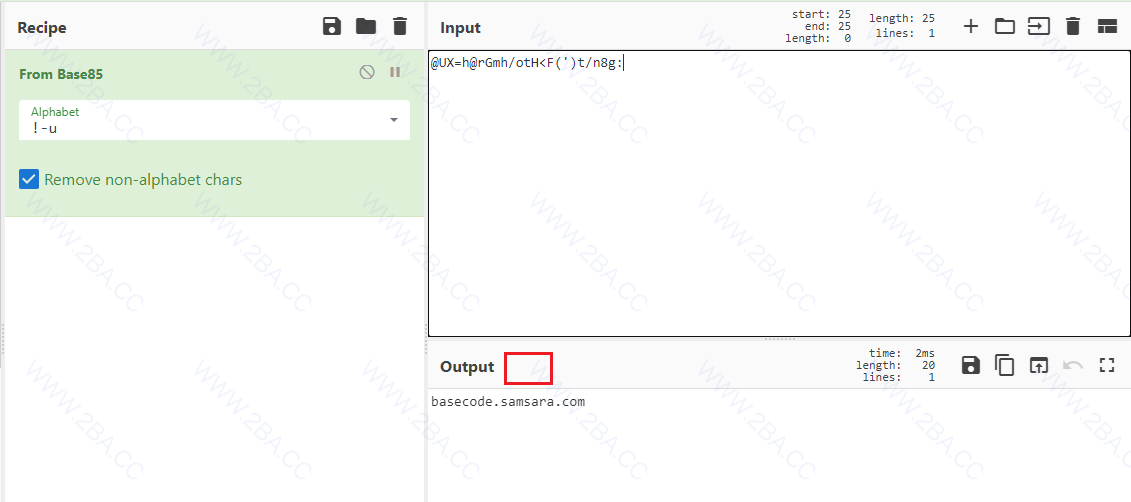 Recipe
From Base85
Alphabet
!-u
Remove non-alphabet chars
Input
start: 25
end: 25
length: 0
length: 25
lines: 1
@UX=h@rGmh/otH<F(')t/n8g:
Output
time: 2ms
length: 20
lines: 1
basecode.samsara.com
WWW.2BA.CC